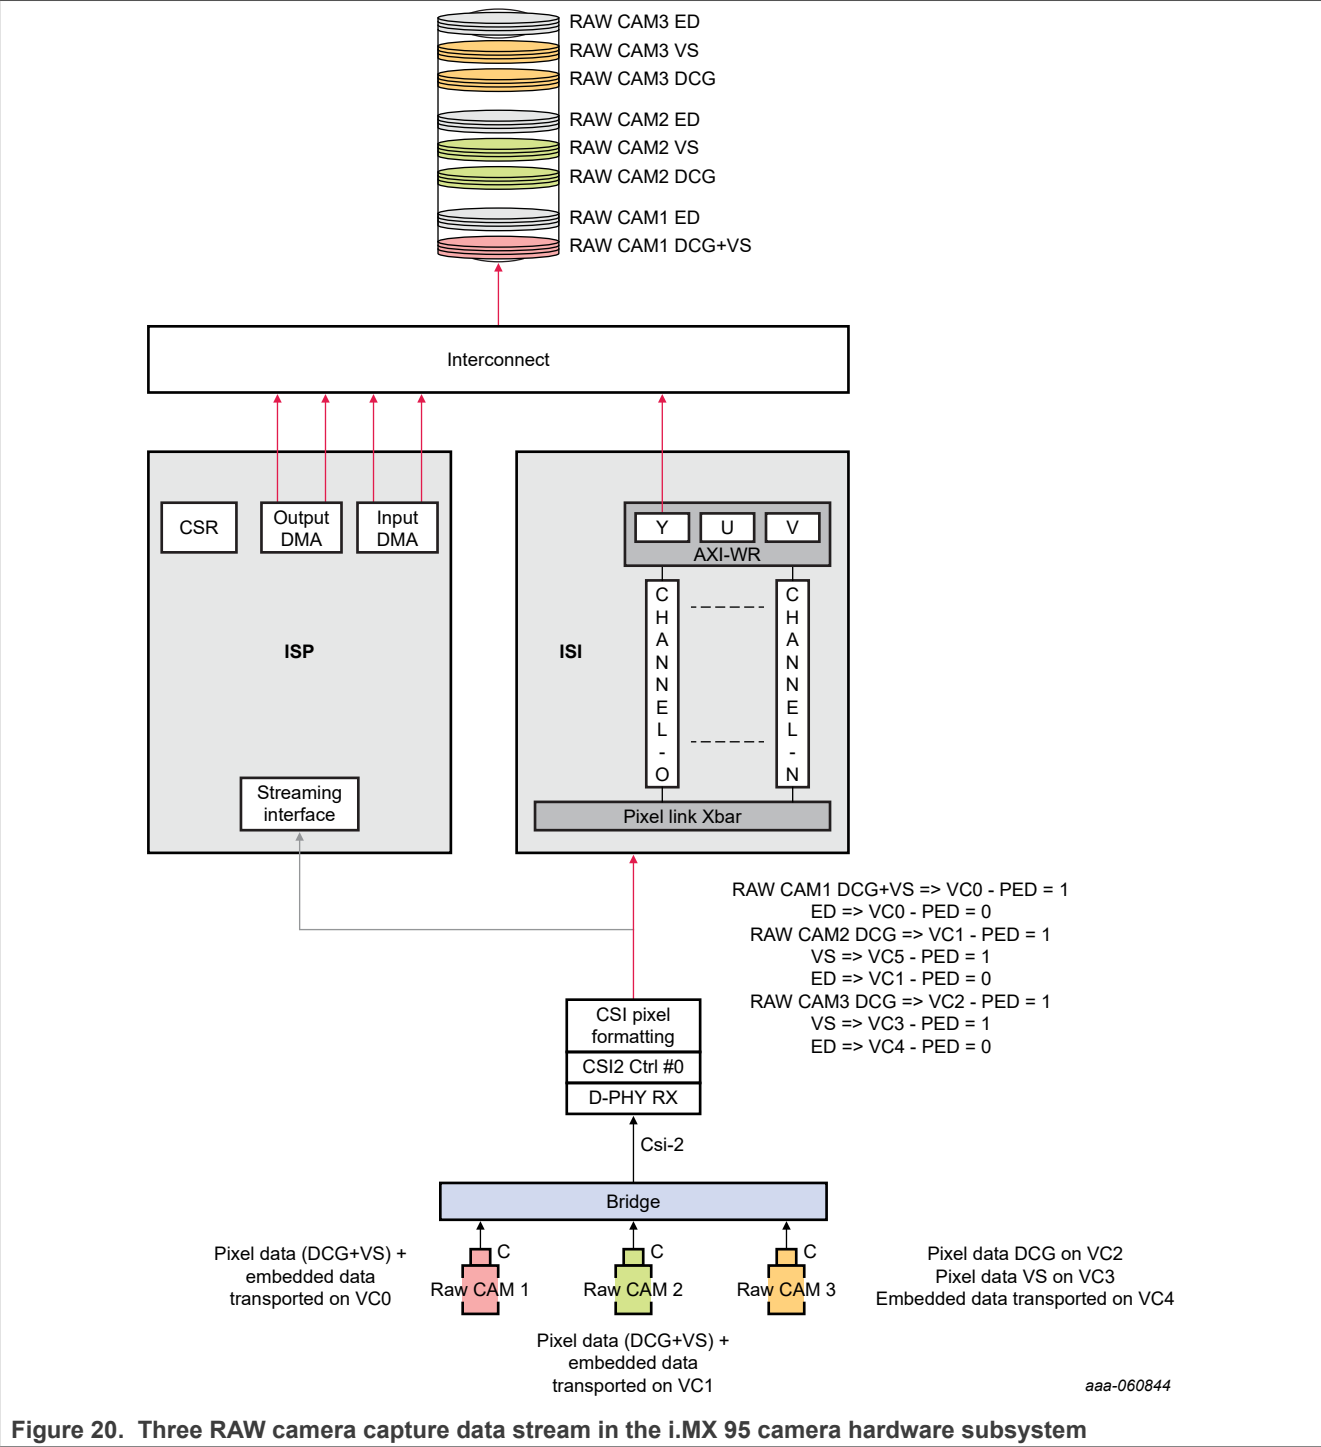 RAW CAM3 ED
RAW CAM3 VS
RAW CAM3 DCG
RAW CAM2 ED
RAW CAM2 VS
RAW CAM2 DCG
RAW CAM1 ED
RAW CAM1 DCG+VS
Interconnect
CSR
Output
DMA
Input
DMA
ISP
Streaming
interface
Y
U
V
AXI-WR
ISI
C
H
A
N
N
E
L
-
O
C
H
A
N
N
E
L
-
N
Pixel link Xbar
RAW CAM1 DCG+VS => VC0 - PED = 1
ED => VC0 - PED = 0
RAW CAM2 DCG => VC1 - PED = 1
VS => VC5 - PED = 1
ED => VC1 - PED = 0
RAW CAM3 DCG => VC2 - PED = 1
VS => VC3 - PED = 1
ED => VC4 - PED = 0
CSI pixel
formatting
CSI2 Ctrl #0
D-PHY RX
Csi-2
Bridge
Pixel data (DCG+VS) +
embedded data
transported on VC0
C
Raw CAM 1
C
Raw CAM 2
C
Raw CAM 3
Pixel data DCG on VC2
Pixel data VS on VC3
Embedded data transported on VC4
Pixel data (DCG+VS) +
embedded data
transported on VC1
aaa-060844
Figure 20. Three RAW camera capture data stream in the i.MX 95 camera hardware subsystem